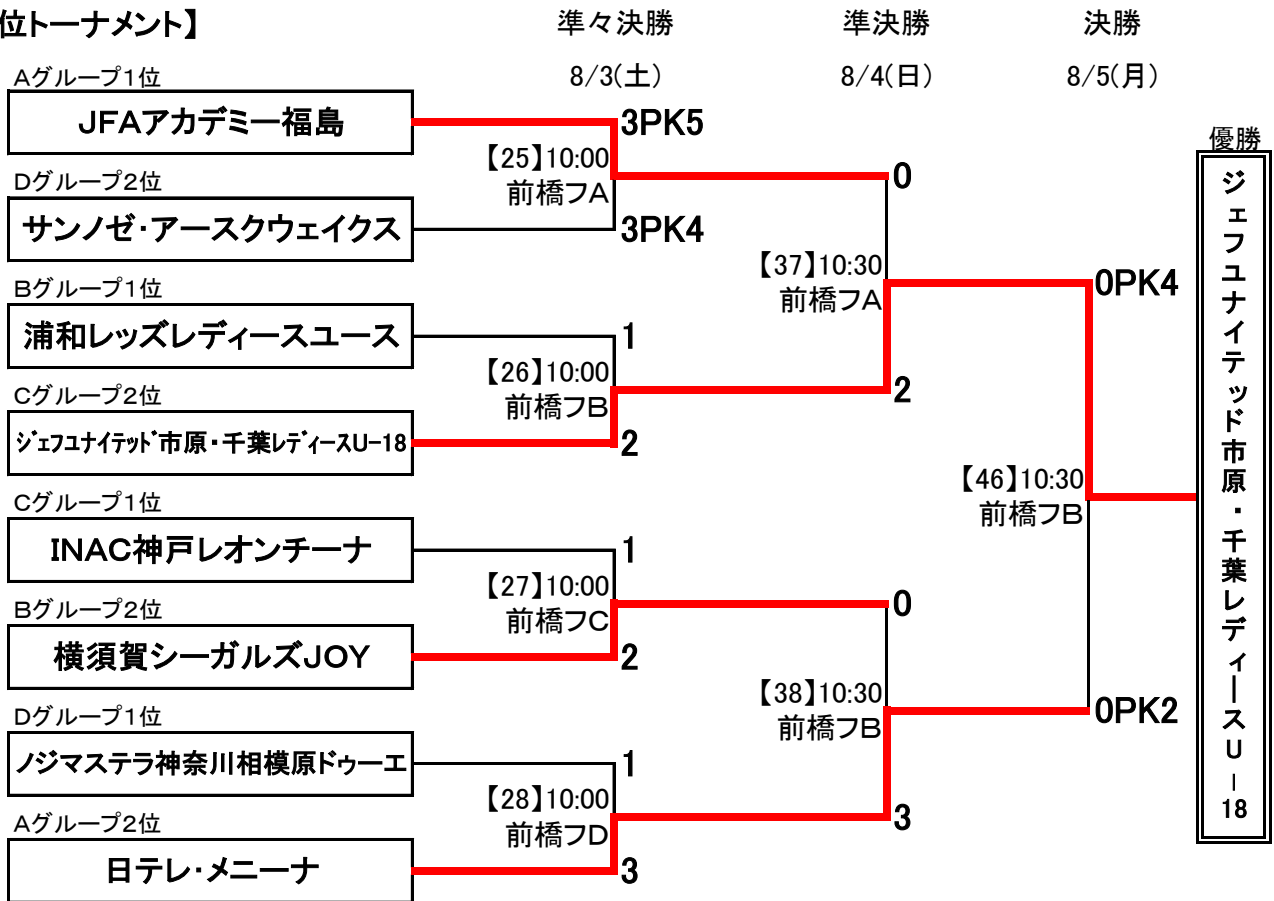 位トーナメント】
準々決勝
準決勝
決勝
8/3(土)
8/4(日)
8/5(月)
Aグループ1位
JFAアカデミー福島
3PK5
【25】10:00
前橋フA
0
Dグループ2位
サンノゼ・アースクウェイクス
3PK4
【37】10:30
前橋フA
0PK4
Bグループ1位
浦和レッズレディースユース
1
【26】10:00
前橋フB
2
Cグループ2位
ジェフユナイテッド市原・千葉レディースU-18
2
【46】10:30
前橋フB
優勝
ジェフユナイテッド市原・千葉レディースU-18
Cグループ1位
INAC神戸レオンチーナ
1
【27】10:00
前橋フC
0
Bグループ2位
横須賀シーガルズJOY
2
【38】10:30
前橋フB
0PK2
Dグループ1位
ノジマステラ神奈川相模原ドゥーエ
1
【28】10:00
前橋フD
3
Aグループ2位
日テレ・メニーナ
3